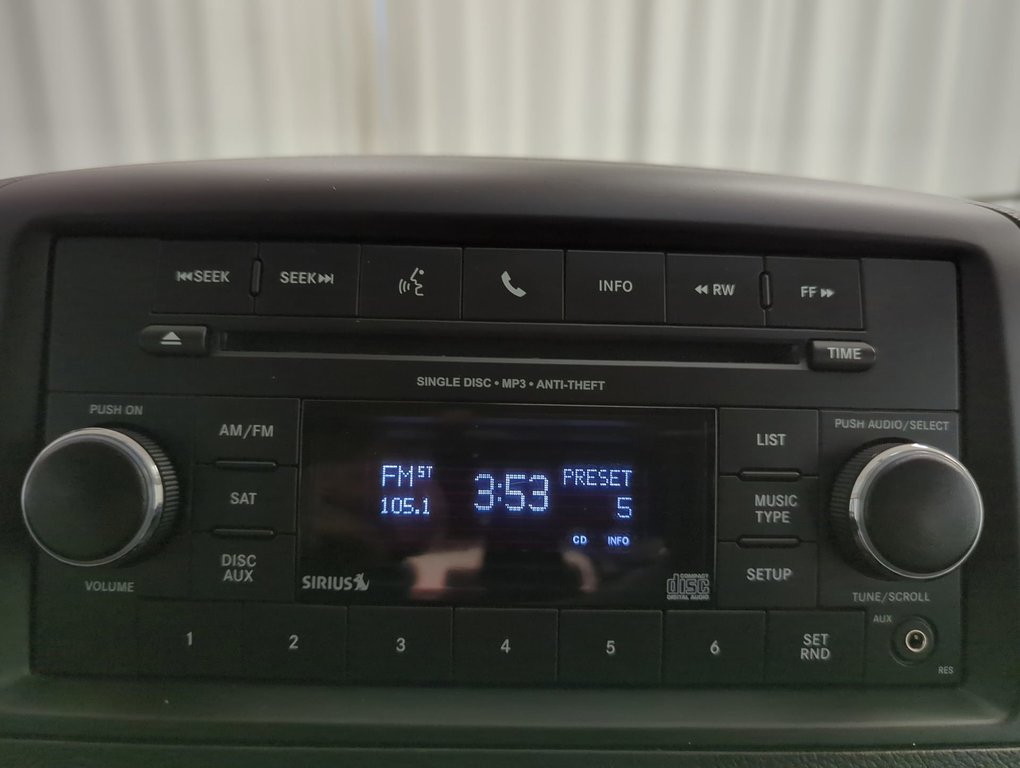 SEEK SEEK INFO RW FF
TIME
SINGLE DISC • MP3 • ANTI-THEFT
PUSH ON
VOLUME
AM/FM
SAT
DISC
AUX
FM ST
105.1
3:53
PRESET
5
CD INFO
SIRIUS
COMPACT
disc
DIGITAL AUDIO
LIST
MUSIC
TYPE
SETUP
PUSH AUDIO/SELECT
TUNE/SCROLL
1 2 3 4 5 6
SET
RND
AUX
RES